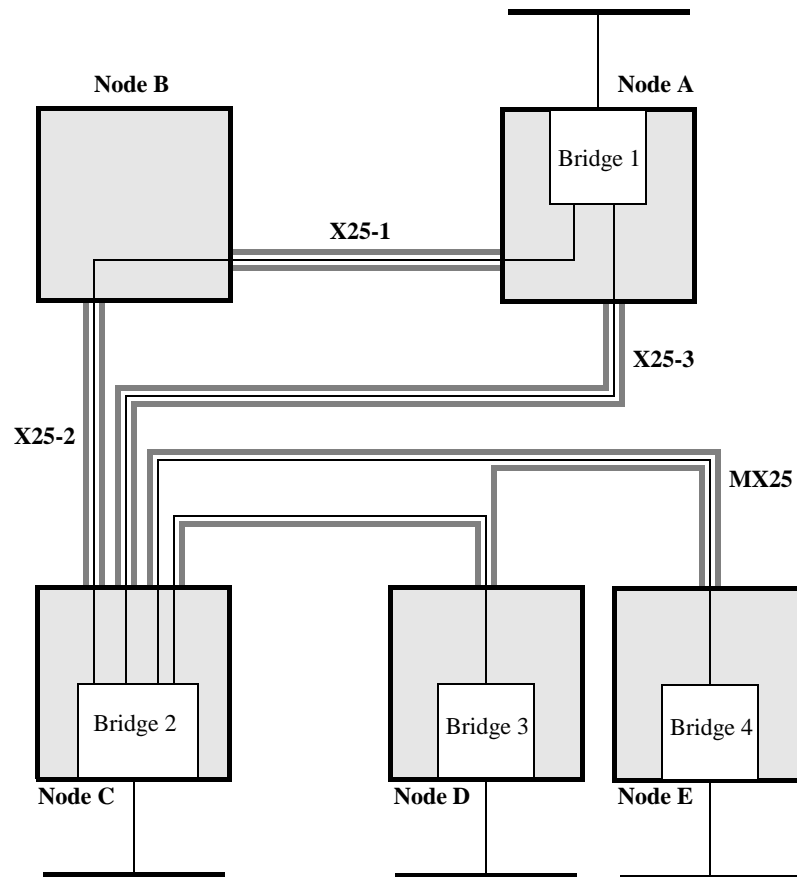 Node B
Node A
Bridge 1
X25-1
X25-3
X25-2
MX25
Bridge 2
Bridge 3
Bridge 4
Node C
Node D
Node E